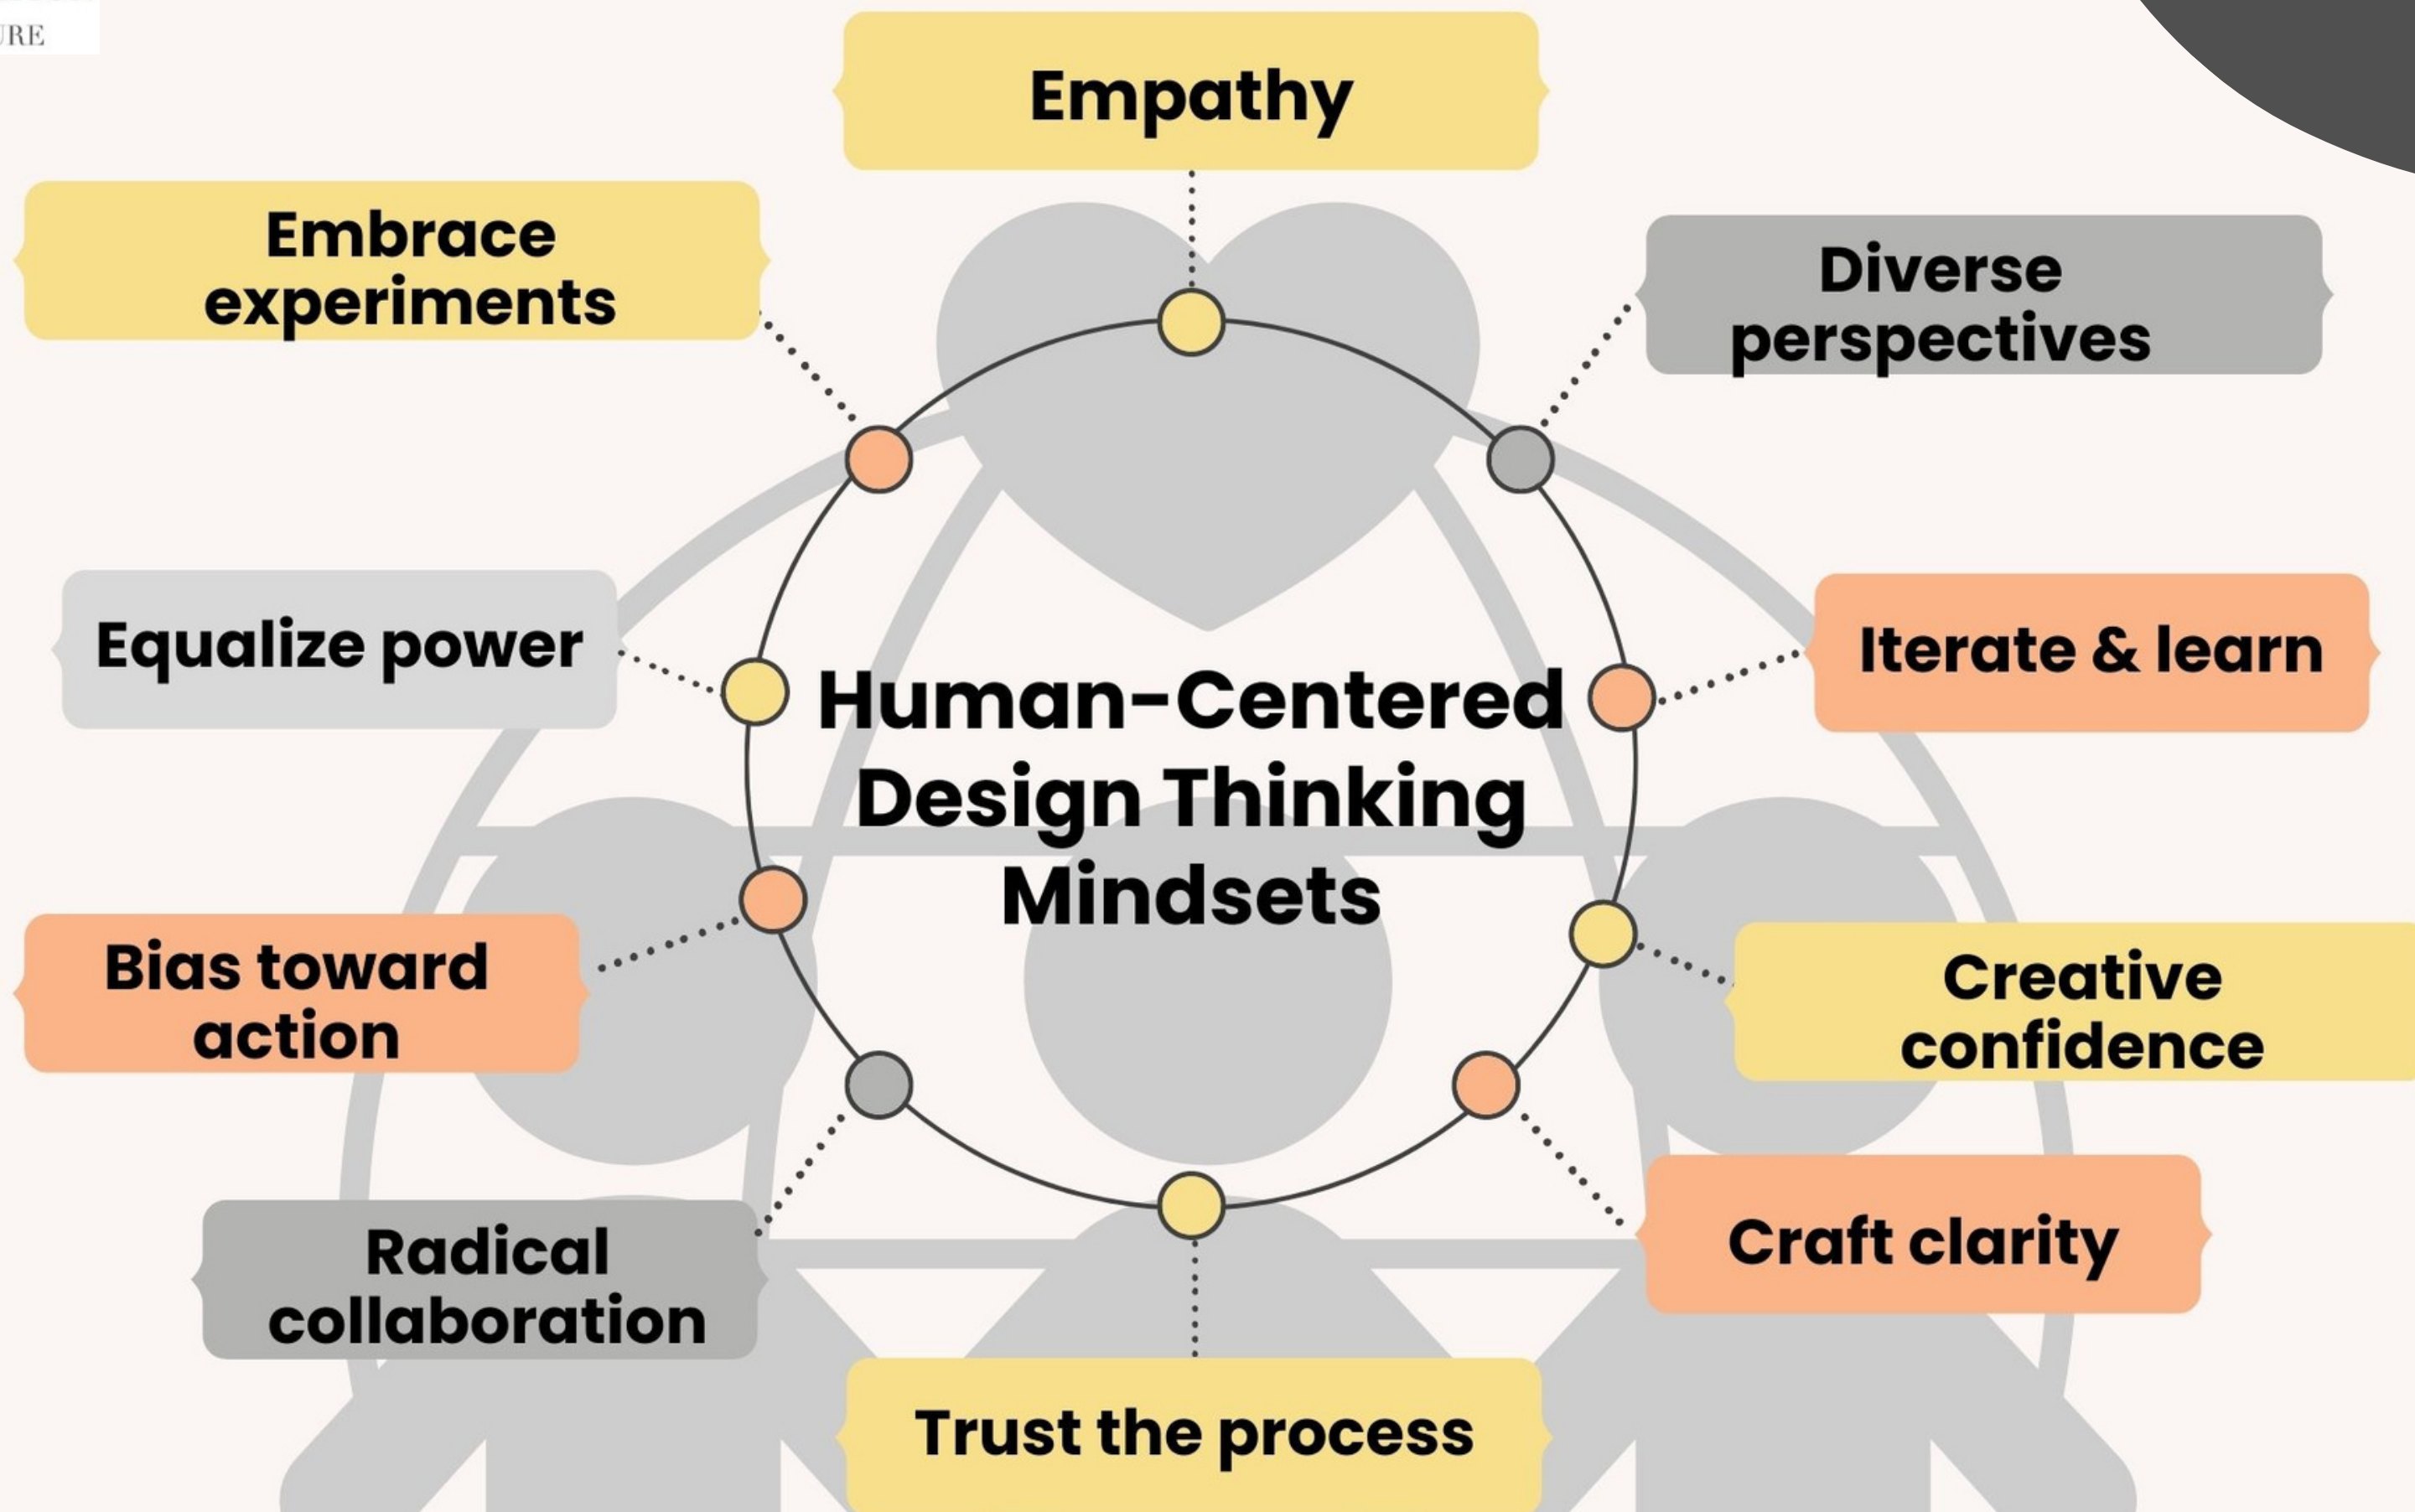 Empathy
Embrace
experiments
Diverse
perspectives
Equalize power
Iterate & learn
Human-Centered
Design Thinking
Mindsets
Bias toward
action
Creative
confidence
Radical
collaboration
Craft clarity
Trust the process